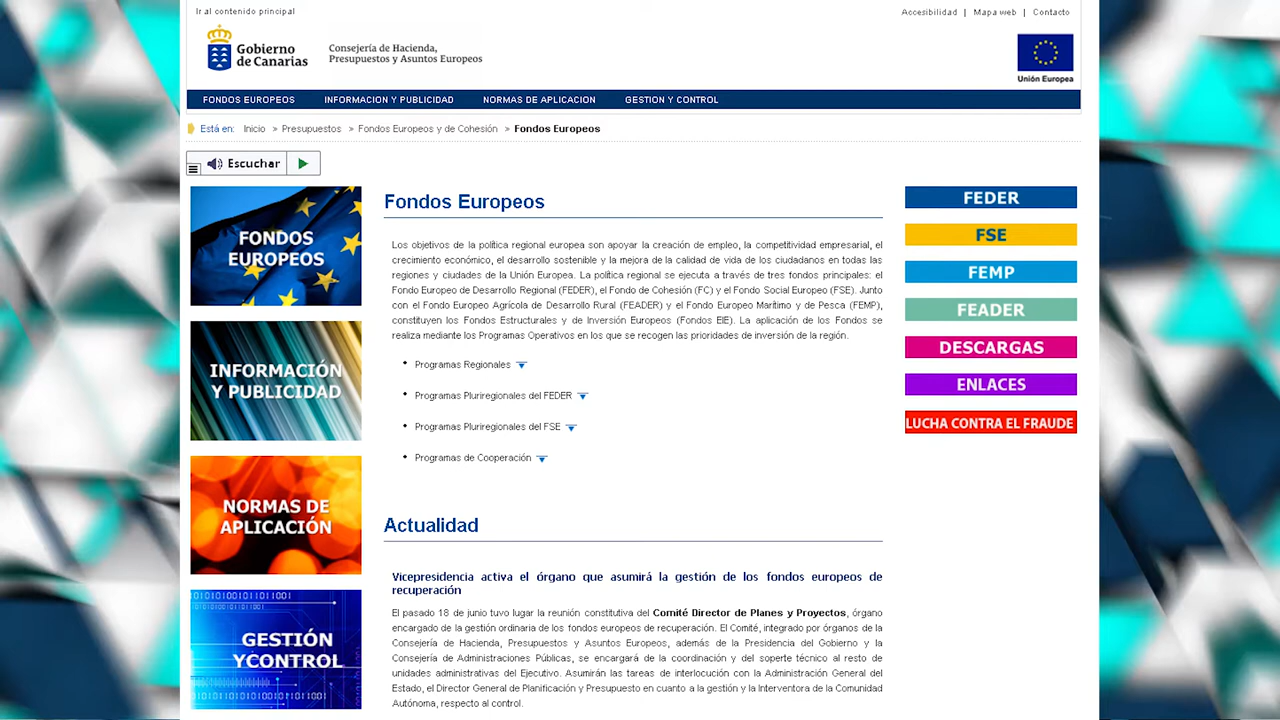 Ir al contenido principal
Accesibilidad | Mapa web | Contacto
Gobierno
de Canarias
Consejería de Hacienda,
Presupuestos y Asuntos Europeos
Unión Europea
FONDOS EUROPEOS INFORMACION Y PUBLICIDAD NORMAS DE APLICACION GESTION Y CONTROL
Está en: Inicio > Presupuestos > Fondos Europeos y de Cohesión > Fondos Europeos
Escuchar
FONDOS
EUROPEOS
INFORMACIÓN
Y PUBLICIDAD
NORMAS DE
APLICACIÓN
GESTIÓN
YCONTROL
Fondos Europeos
Los objetivos de la política regional europea son apoyar la creación de empleo, la competitividad empresarial, el
crecimiento económico, el desarrollo sostenible y la mejora de la calidad de vida de los ciudadanos en todas las
regiones y ciudades de la Unión Europea. La política regional se ejecuta a través de tres fondos principales: el
Fondo Europeo de Desarrollo Regional (FEDER), el Fondo de Cohesión (FC) y el Fondo Social Europeo (FSE). Junto
con el Fondo Europeo Agrícola de Desarrollo Rural (FEADER) y el Fondo Europeo Marítimo y de Pesca (FEMP),
constituyen los Fondos Estructurales y de Inversión Europeos (Fondos EIE). La aplicación de los Fondos se
realiza mediante los Programas Operativos en los que se recogen las prioridades de inversión de la región.
• Programas Regionales
• Programas Pluriregionales del FEDER
• Programas Pluriregionales del FSE
• Programas de Cooperación
Actualidad
Vicepresidencia activa el órgano que asumirá la gestión de los fondos europeos de
recuperación
El pasado 18 de junio tuvo lugar la reunión constitutiva del Comité Director de Planes y Proyectos, órgano
encargado de la gestión ordinaria de los fondos europeos de recuperación. El Comité, integrado por órganos de la
Consejería de Hacienda, Presupuestos y Asuntos Europeos, además de la Presidencia del Gobierno y la
Consejería de Administraciones Públicas, se encargará de la coordinación y del soporte técnico al resto de
unidades administrativas del Ejecutivo. Asumirán las tareas de interlocución con la Administración General del
Estado, el Director General de Planificación y Presupuesto en cuanto a la gestión y la Interventora de la Comunidad
Autónoma, respecto al control.
FEDER
FSE
FEMP
FEADER
DESCARGAS
ENLACES
LUCHA CONTRA EL FRAUDE